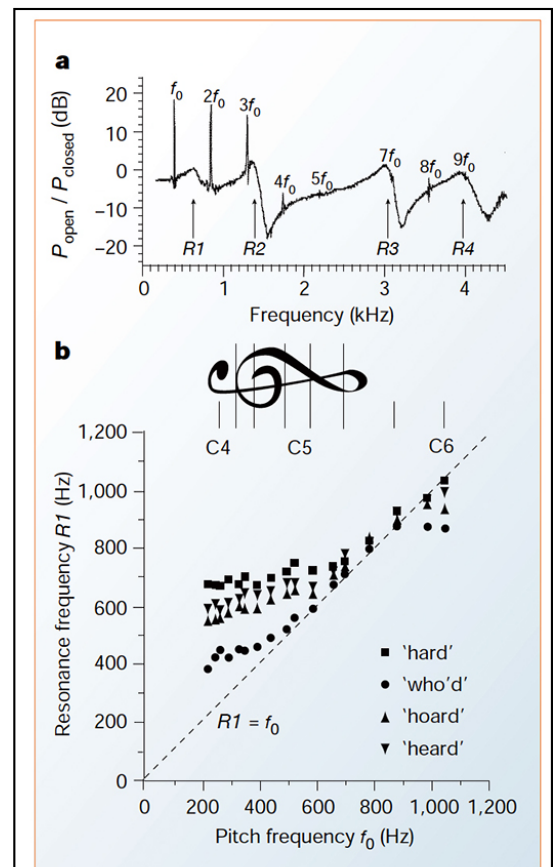 a
f0 2f0 3f0 4f0 5f0 7f0 8f0 9f0
Popen / Pclosed (dB)
20
10
0
−10
−20
R1 R2 R3 R4
0 1 2 3 4
Frequency (kHz)
b
C4 C5 C6
Resonance frequency R1 (Hz)
1,200
1,000
800
600
400
200
0
'hard'
'who'd'
'hoard'
'heard'
R1 = f0
0 200 400 600 800 1,000 1,200
Pitch frequency f0 (Hz)